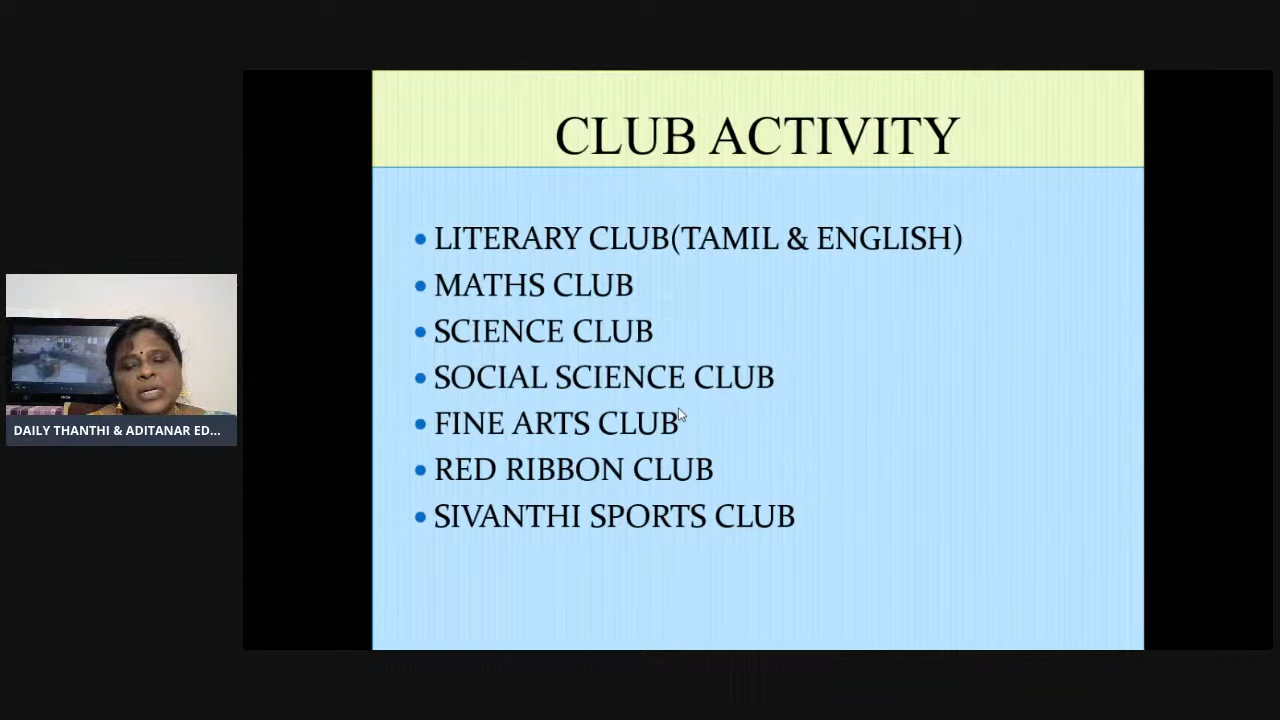 CLUB ACTIVITY
• LITERARY CLUB(TAMIL & ENGLISH)
• MATHS CLUB
• SCIENCE CLUB
• SOCIAL SCIENCE CLUB
• FINE ARTS CLUB
• RED RIBBON CLUB
• SIVANTHI SPORTS CLUB
DAILY THANTHI & ADITANAR ED...